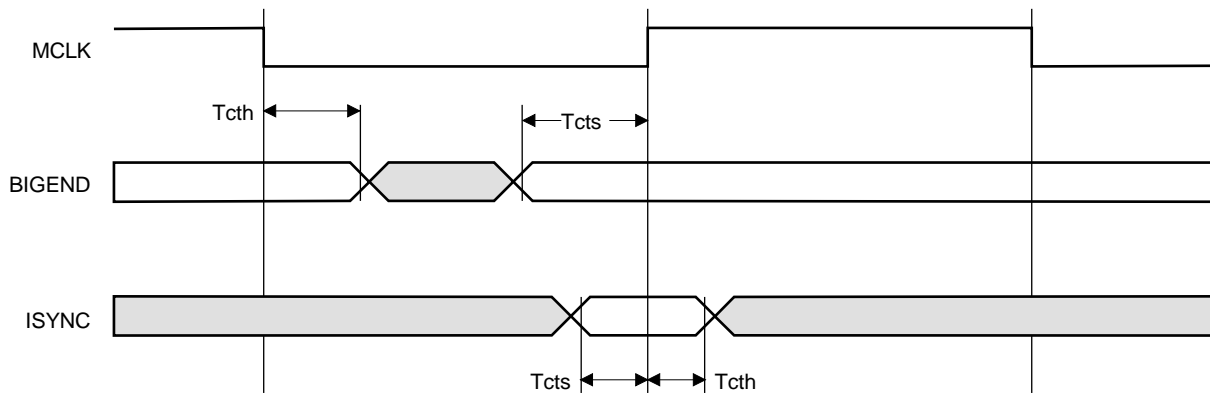 MCLK
Tcth
Tcts
BIGEND
ISYNC
Tcts
Tcth